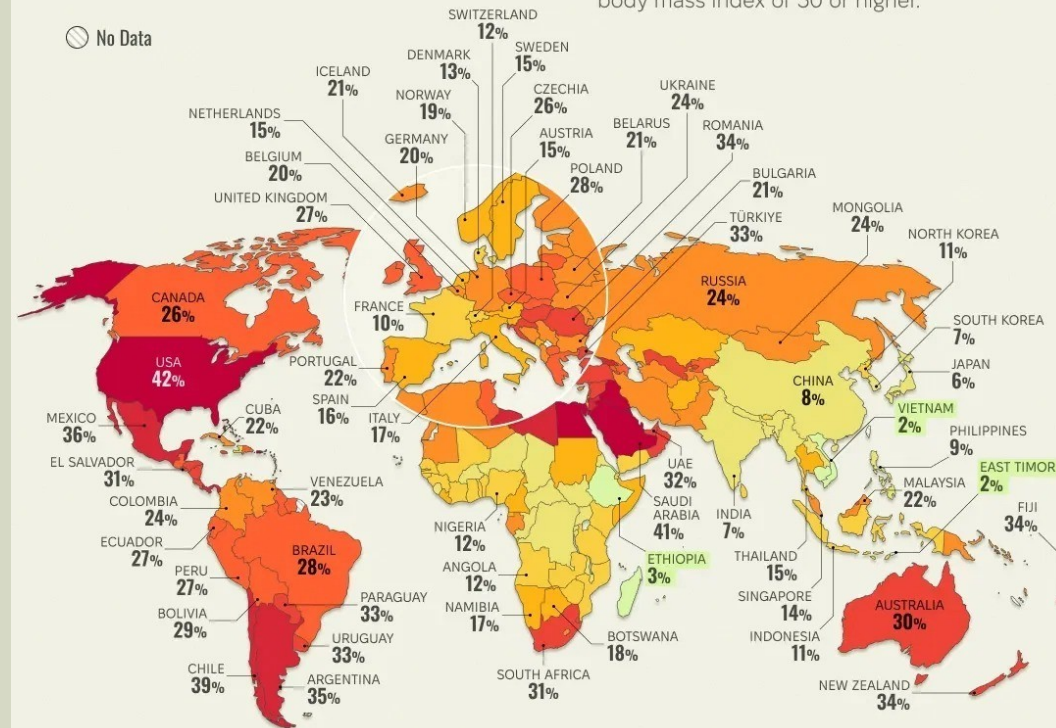 body mass index of 30 or higher.
No Data
SWITZERLAND
12%
DENMARK
13%
SWEDEN
15%
ICELAND
21%
NORWAY
19%
CZECHIA
26%
UKRAINE
24%
NETHERLANDS
15%
GERMANY
20%
AUSTRIA
15%
BELARUS
21%
ROMANIA
34%
BELGIUM
20%
POLAND
28%
BULGARIA
21%
UNITED KINGDOM
27%
TÜRKIYE
33%
MONGOLIA
24%
NORTH KOREA
11%
CANADA
26%
RUSSIA
24%
FRANCE
10%
SOUTH KOREA
7%
USA
42%
PORTUGAL
22%
JAPAN
6%
CHINA
8%
SPAIN
16%
ITALY
17%
MEXICO
36%
CUBA
22%
VIETNAM
2%
PHILIPPINES
9%
EL SALVADOR
31%
UAE
32%
EAST TIMOR
2%
VENEZUELA
23%
MALAYSIA
22%
COLOMBIA
24%
SAUDI
ARABIA
41%
INDIA
7%
FIJI
34%
NIGERIA
12%
ECUADOR
27%
BRAZIL
28%
ETHIOPIA
3%
THAILAND
15%
ANGOLA
12%
PERU
27%
PARAGUAY
33%
SINGAPORE
14%
AUSTRALIA
30%
NAMIBIA
17%
BOLIVIA
29%
URUGUAY
33%
BOTSWANA
18%
INDONESIA
11%
CHILE
39%
ARGENTINA
35%
SOUTH AFRICA
31%
NEW ZEALAND
34%